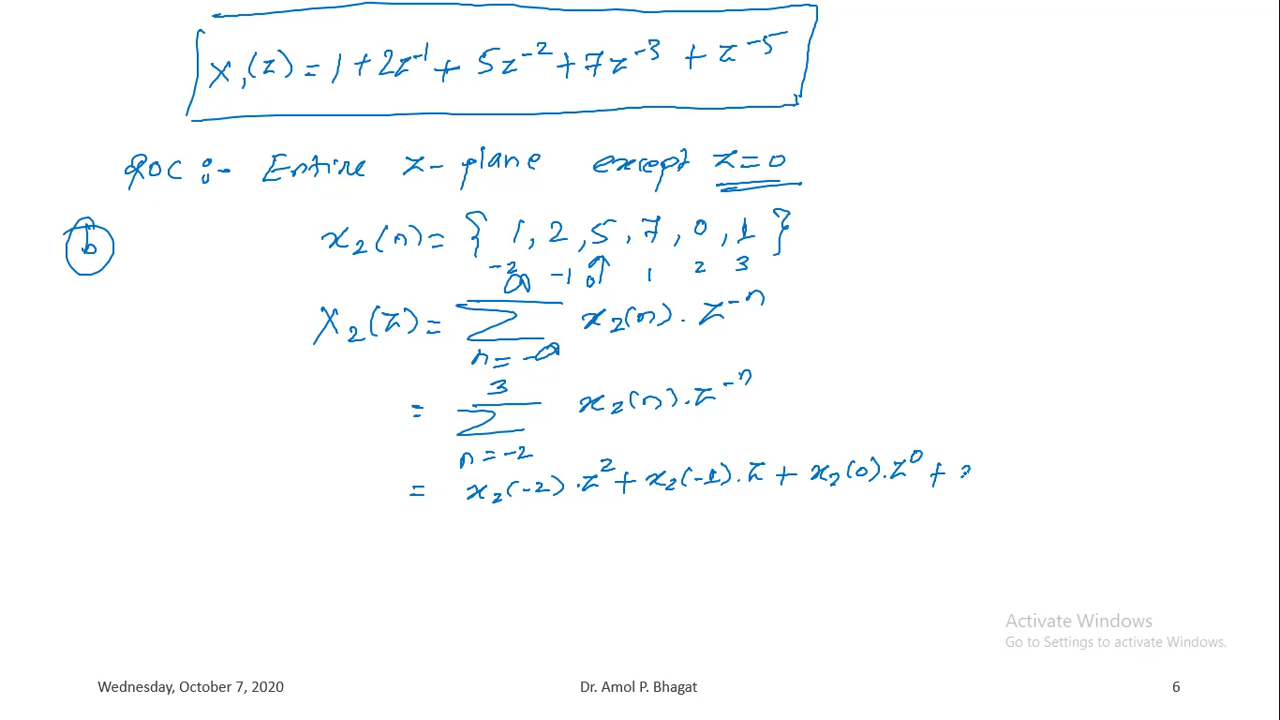 X₁(z) = 1 + 2z⁻¹ + 5z⁻² + 7z⁻³ + z⁻⁵
ROC :- Entire z-plane except z=0
b x₂(n) = { 1, 2, 5, 7, 0, 1 }
-2 -1 0 ↑ 1 2 3
X₂(z) = ∞ ∑ n = -∞ x₂(n) . z⁻ⁿ
= 3 ∑ n = -2 x₂(n) . z⁻ⁿ
= x₂(-2) . z² + x₂(-1) . z + x₂(0) . z⁰ +
Activate Windows
Go to Settings to activate Windows.
Wednesday, October 7, 2020 Dr. Amol P. Bhagat 6